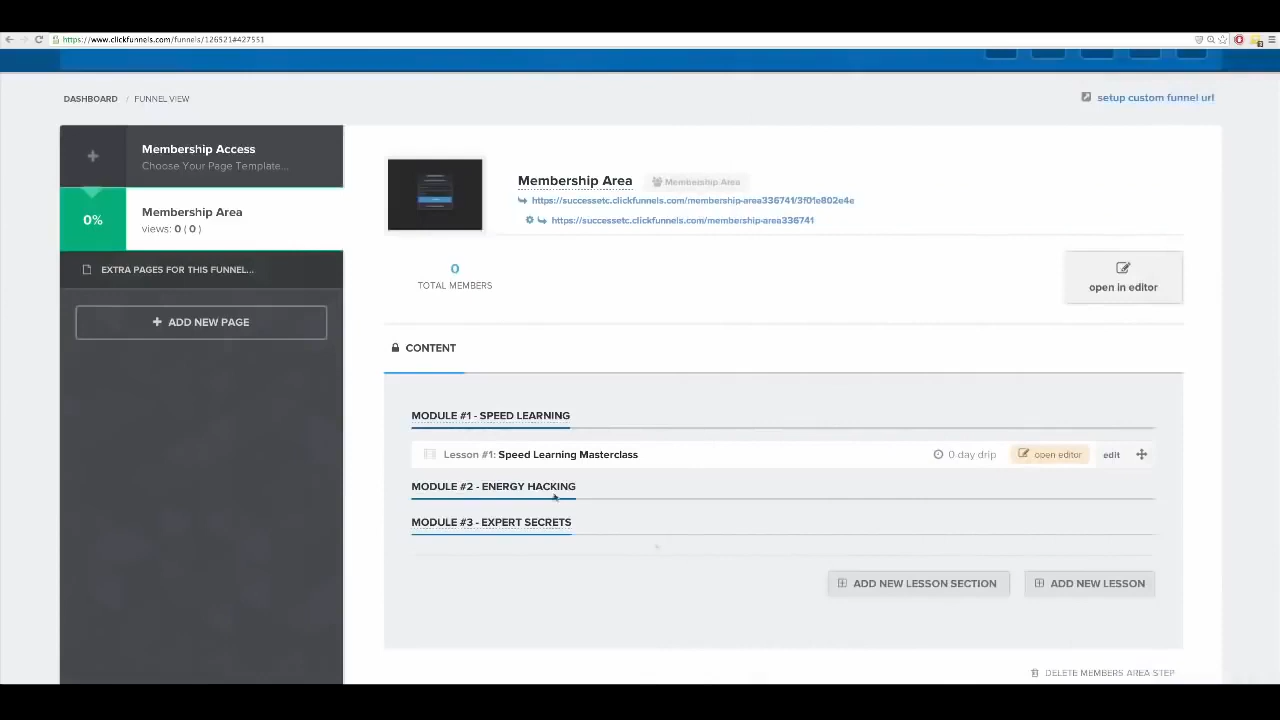 https://www.clickfunnels.com/funnels/126521#427551
DASHBOARD / FUNNEL VIEW
setup custom funnel url
Membership Access
Choose Your Page Template...
0%
Membership Area
views: 0 ( 0 )
EXTRA PAGES FOR THIS FUNNEL...
+ ADD NEW PAGE
Membership Area
Membership Area
https://successetc.clickfunnels.com/membership-area336741/3f01e802e4e
https://successetc.clickfunnels.com/membership-area336741
0
TOTAL MEMBERS
open in editor
CONTENT
MODULE #1 - SPEED LEARNING
Lesson #1: Speed Learning Masterclass
0 day drip
open editor
edit
MODULE #2 - ENERGY HACKING
MODULE #3 - EXPERT SECRETS
ADD NEW LESSON SECTION
ADD NEW LESSON
DELETE MEMBERS AREA STEP